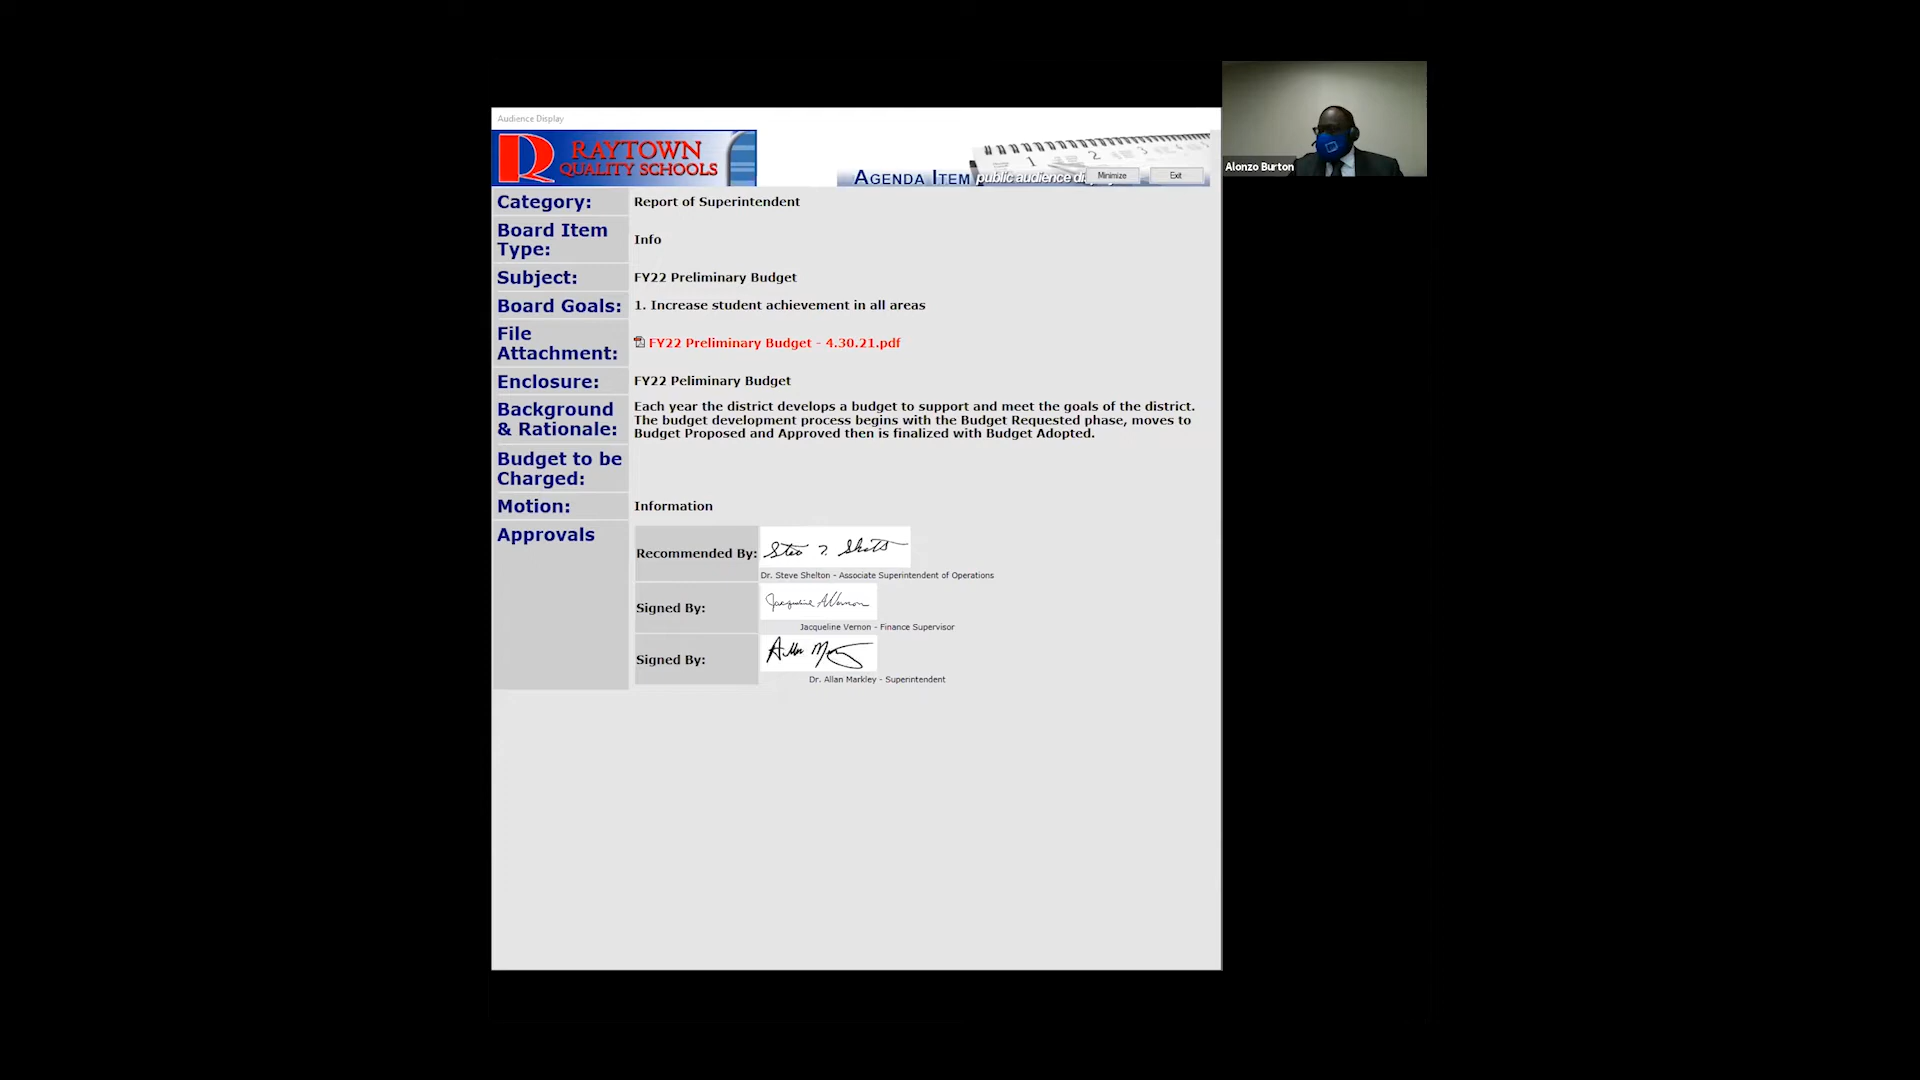 Audience Display
RAYTOWN
QUALITY SCHOOLS
AGENDA ITEM
1 2 3
Minimize
Exit
Alonzo Burton
Category:
Report of Superintendent
Board Item
Type:
Info
Subject:
FY22 Preliminary Budget
Board Goals:
1. Increase student achievement in all areas
File
Attachment:
FY22 Preliminary Budget - 4.30.21.pdf
Enclosure:
FY22 Peliminary Budget
Background
& Rationale:
Each year the district develops a budget to support and meet the goals of the district.
The budget development process begins with the Budget Requested phase, moves to
Budget Proposed and Approved then is finalized with Budget Adopted.
Budget to be
Charged:
Motion:
Information
Approvals
Recommended By:
Dr. Steve Shelton - Associate Superintendent of Operations
Signed By:
Jacqueline Vernon - Finance Supervisor
Signed By:
Dr. Allan Markley - Superintendent